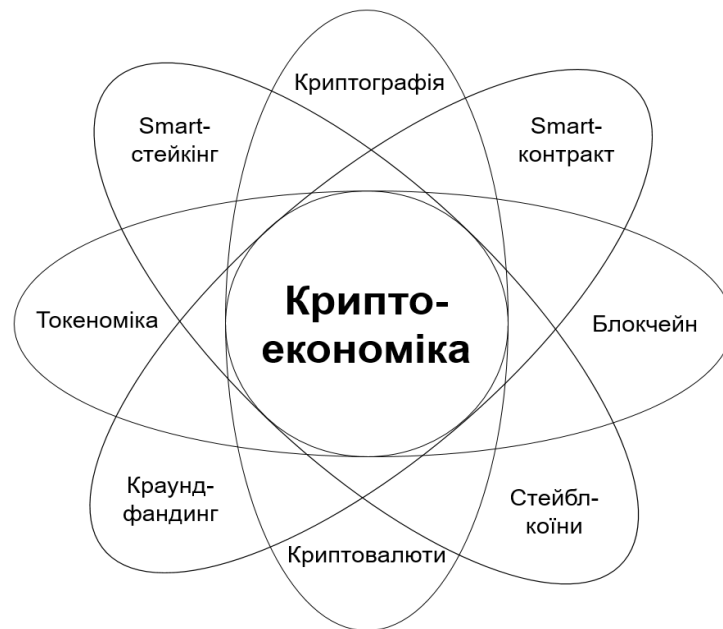 Криптографія
Smart-
стейкінг
Smart-
контракт
Токеноміка
Крипто-
економіка
Блокчейн
Краунд-
фандинг
Стейбл-
коїни
Криптовалюти